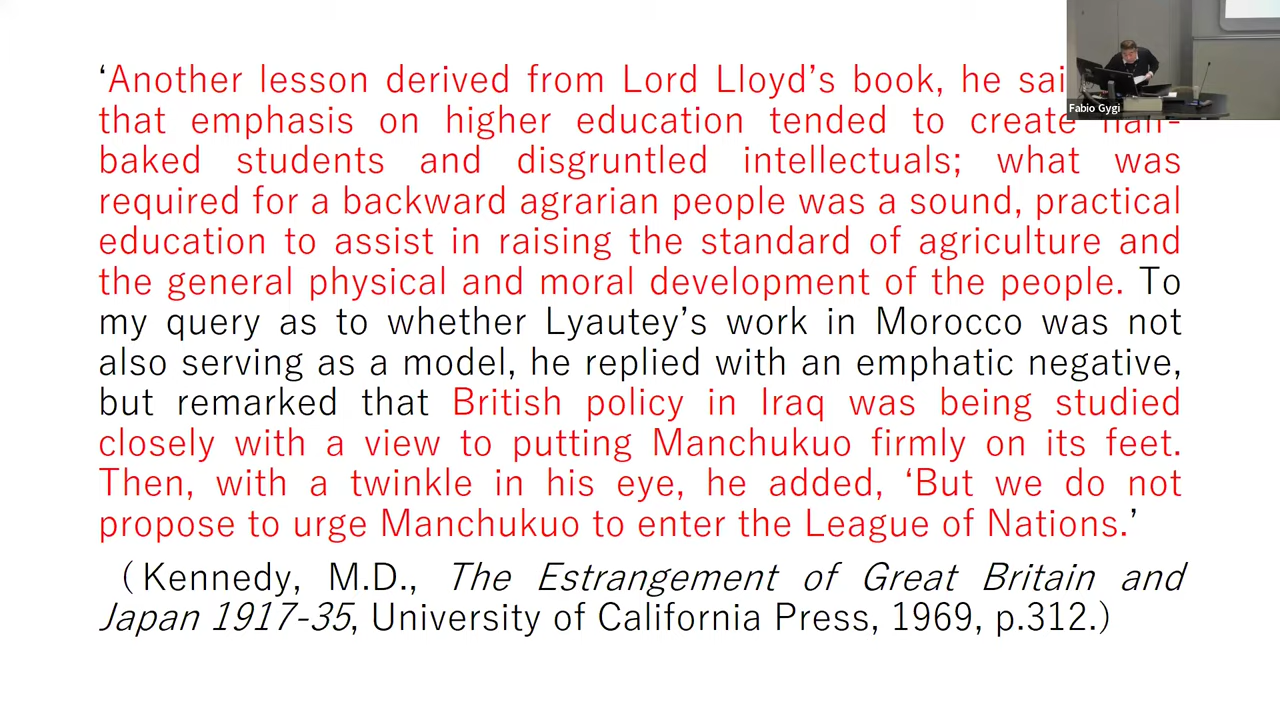 ‘Another lesson derived from Lord Lloyd’s book, he
that emphasis on higher education tended to create
baked students and disgruntled intellectuals; what was
required for a backward agrarian people was a sound, practical
education to assist in raising the standard of agriculture and
the general physical and moral development of the people. To
my query as to whether Lyautey’s work in Morocco was not
also serving as a model, he replied with an emphatic negative,
but remarked that British policy in Iraq was being studied
closely with a view to putting Manchukuo firmly on its feet.
Then, with a twinkle in his eye, he added, ‘But we do not
propose to urge Manchukuo to enter the League of Nations.’
（Kennedy, M.D., The Estrangement of Great Britain and
Japan 1917-35, University of California Press, 1969, p.312.）
Fabio Gygi